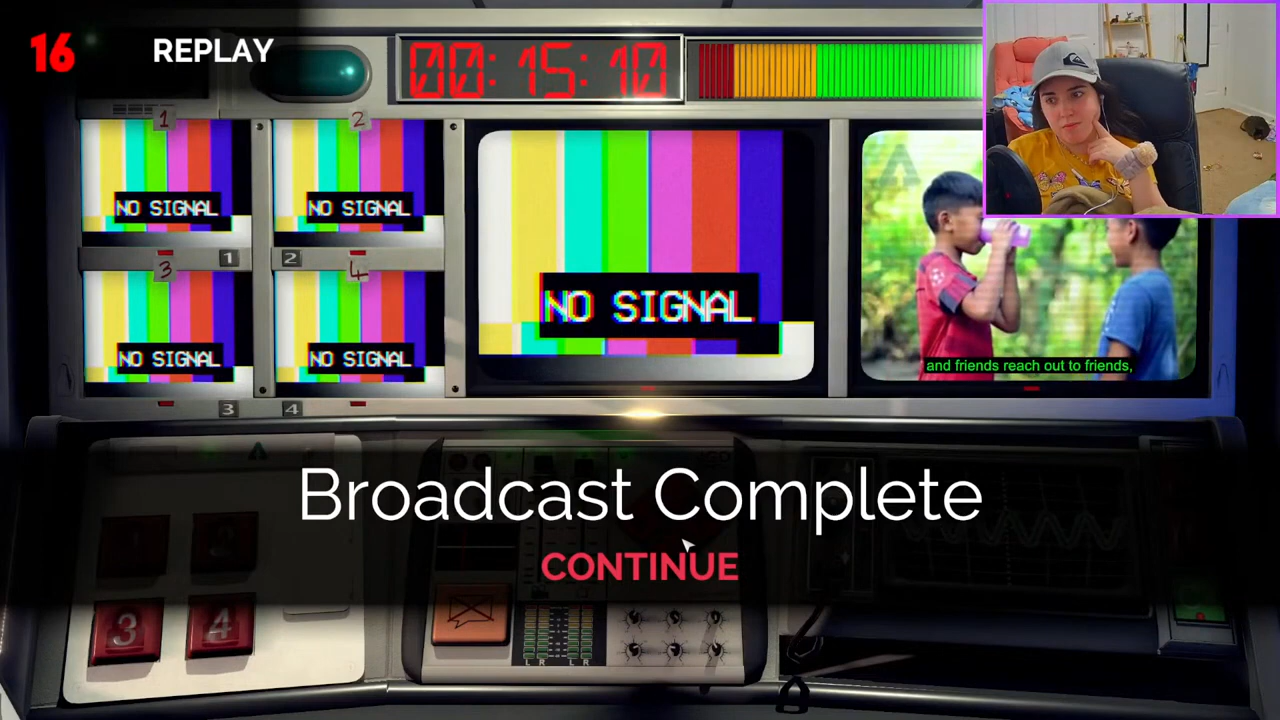 16
REPLAY
00:15:10
1
2
NO SIGNAL
NO SIGNAL
NO SIGNAL
1
2
3
4
NO SIGNAL
NO SIGNAL
and friends reach out to friends,
3
4
Broadcast Complete
CONTINUE
3
4
L R L R